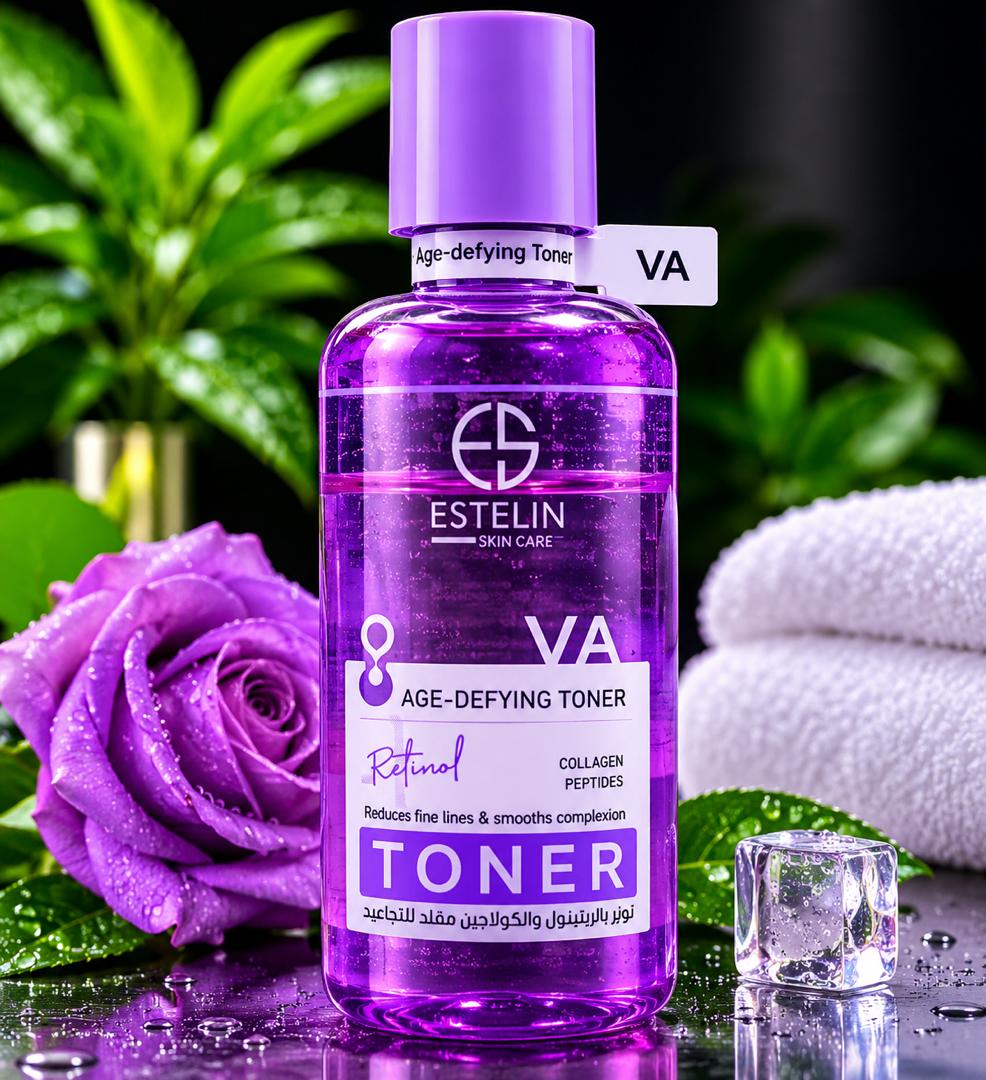 Age-defying Toner
VA
ES
ESTELIN
SKIN CARE
VA
AGE-DEFYING TONER
Retinol
COLLAGEN
PEPTIDES
Reduces fine lines & smooths complexion
TONER
تونر بالريتينول والكولاجين مقلد للتجاعيد